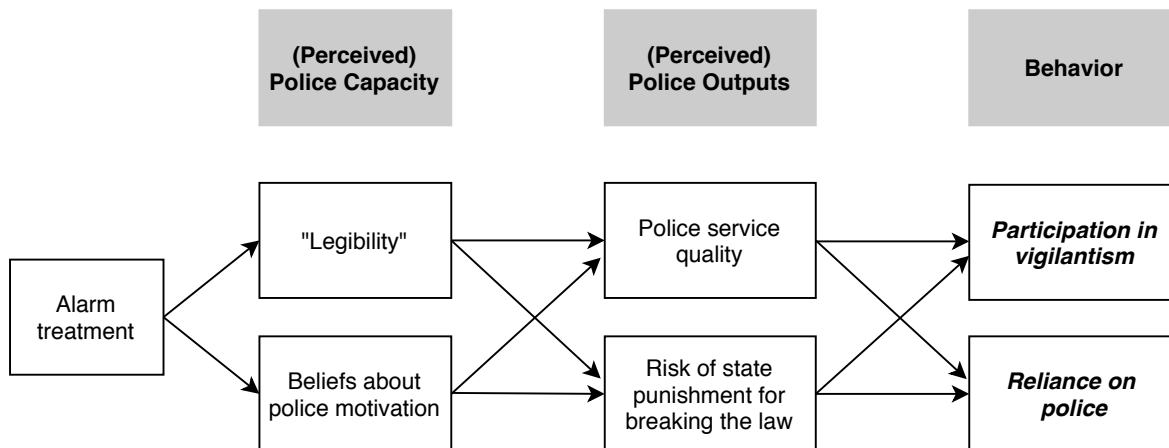 (Perceived)
Police Capacity
(Perceived)
Police Outputs
Behavior
Alarm
treatment
"Legibility"
Beliefs about
police motivation
Police service
quality
Risk of state
punishment for
breaking the law
Participation in
vigilantism
Reliance on
police